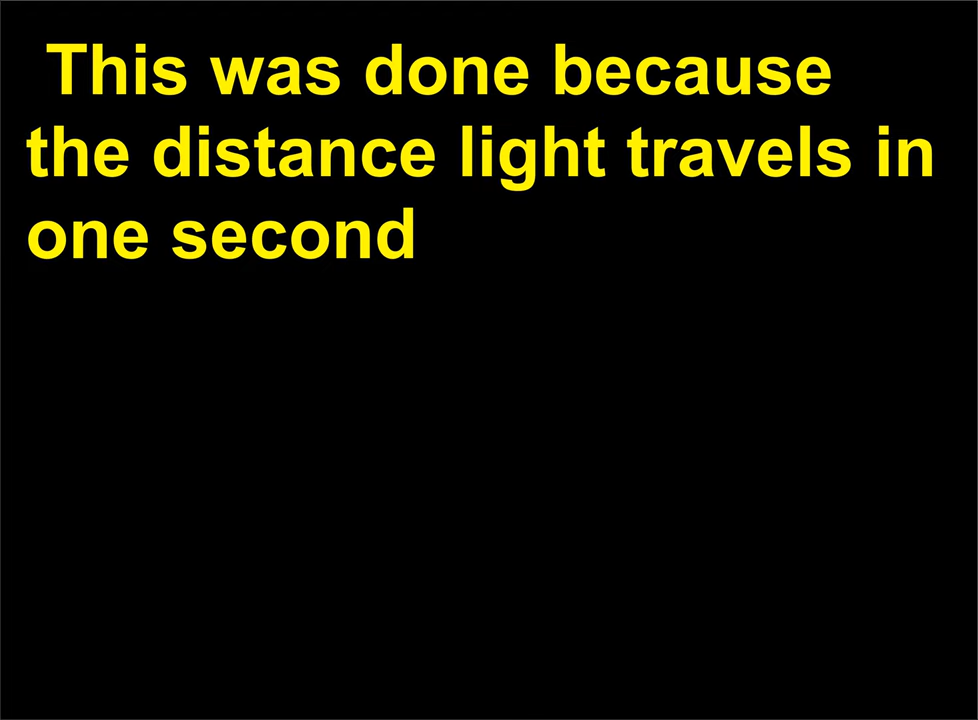 This was done because
the distance light travels in
one second